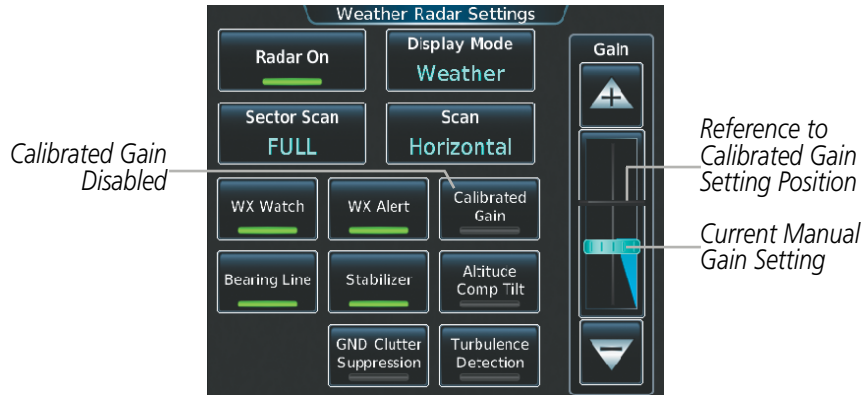 Weather Radar Settings
Radar On
Display Mode
Weather
Gain
Sector Scan
FULL
Scan
Horizontal
Calibrated Gain
Disabled
Reference to
Calibrated Gain
Setting Position
WX Watch
WX Alert
Calibrated
Gain
Current Manual
Gain Setting
Bearing Line
Stabilizer
Altitude
Comp Tilt
GND Clutter
Suppression
Turbulence
Detection